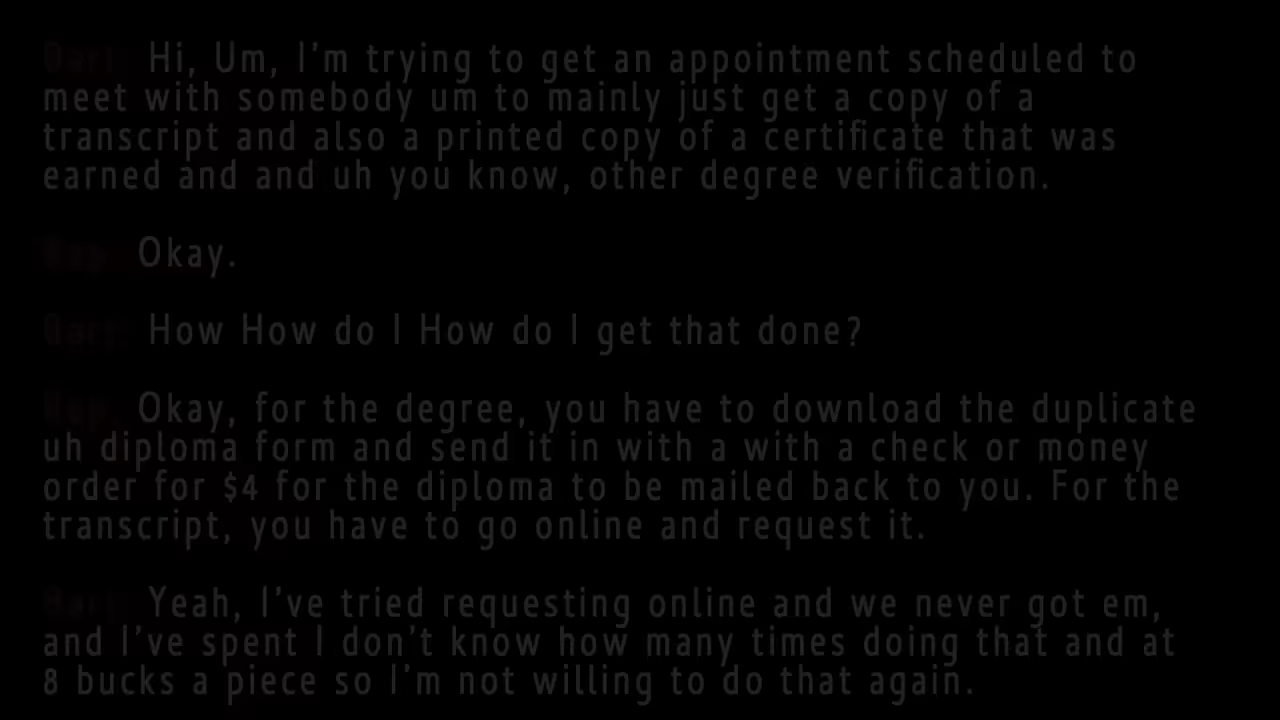 Hi, Um, I'm trying to get an appointment scheduled to
meet with somebody um to mainly just get a copy of a
transcript and also a printed copy of a certificate that was
earned and and uh you know, other degree verification.
Okay.
How How do I How do I get that done?
Okay, for the degree, you have to download the duplicate
uh diploma form and send it in with a with a check or money
order for $4 for the diploma to be mailed back to you. For the
transcript, you have to go online and request it.
Yeah, I've tried requesting online and we never got em,
and I've spent I don't know how many times doing that and at
8 bucks a piece so I'm not willing to do that again.